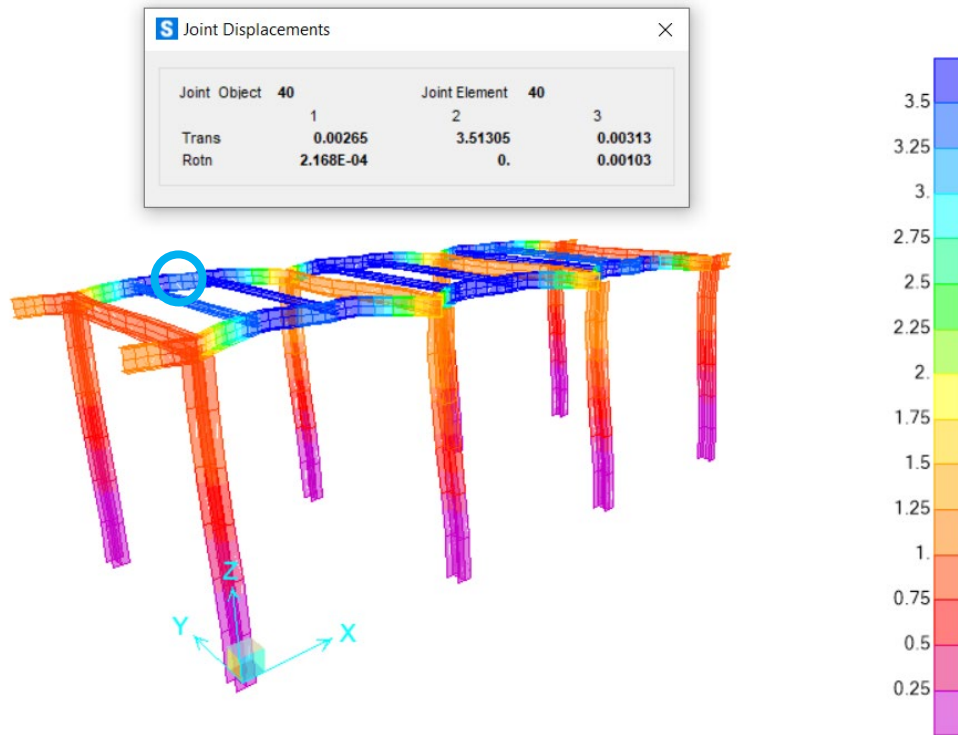 S Joint Displacements
Joint Object 40 Joint Element 40
1 2 3
Trans 0.00265 3.51305 0.00313
Rotn 2.168E-04 0. 0.00103
3.5
3.25
3.
2.75
2.5
2.25
2.
1.75
1.5
1.25
1.
0.75
0.5
0.25
Z
Y
X